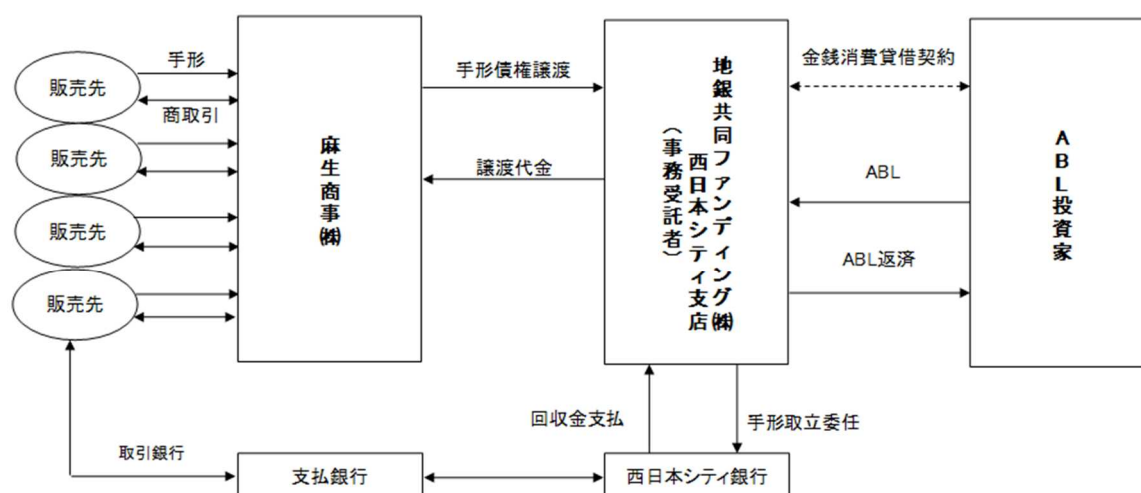 販売先
販売先
販売先
販売先
手形
商取引
麻生商事㈱
手形債権譲渡
譲渡代金
地銀共同ファンディング㈱
西日本シティ支店
（事務受託者）
金銭消費貸借契約
ABL
ABL返済
ABL投資家
回収金支払
手形取立委任
取引銀行
支払銀行
西日本シティ銀行